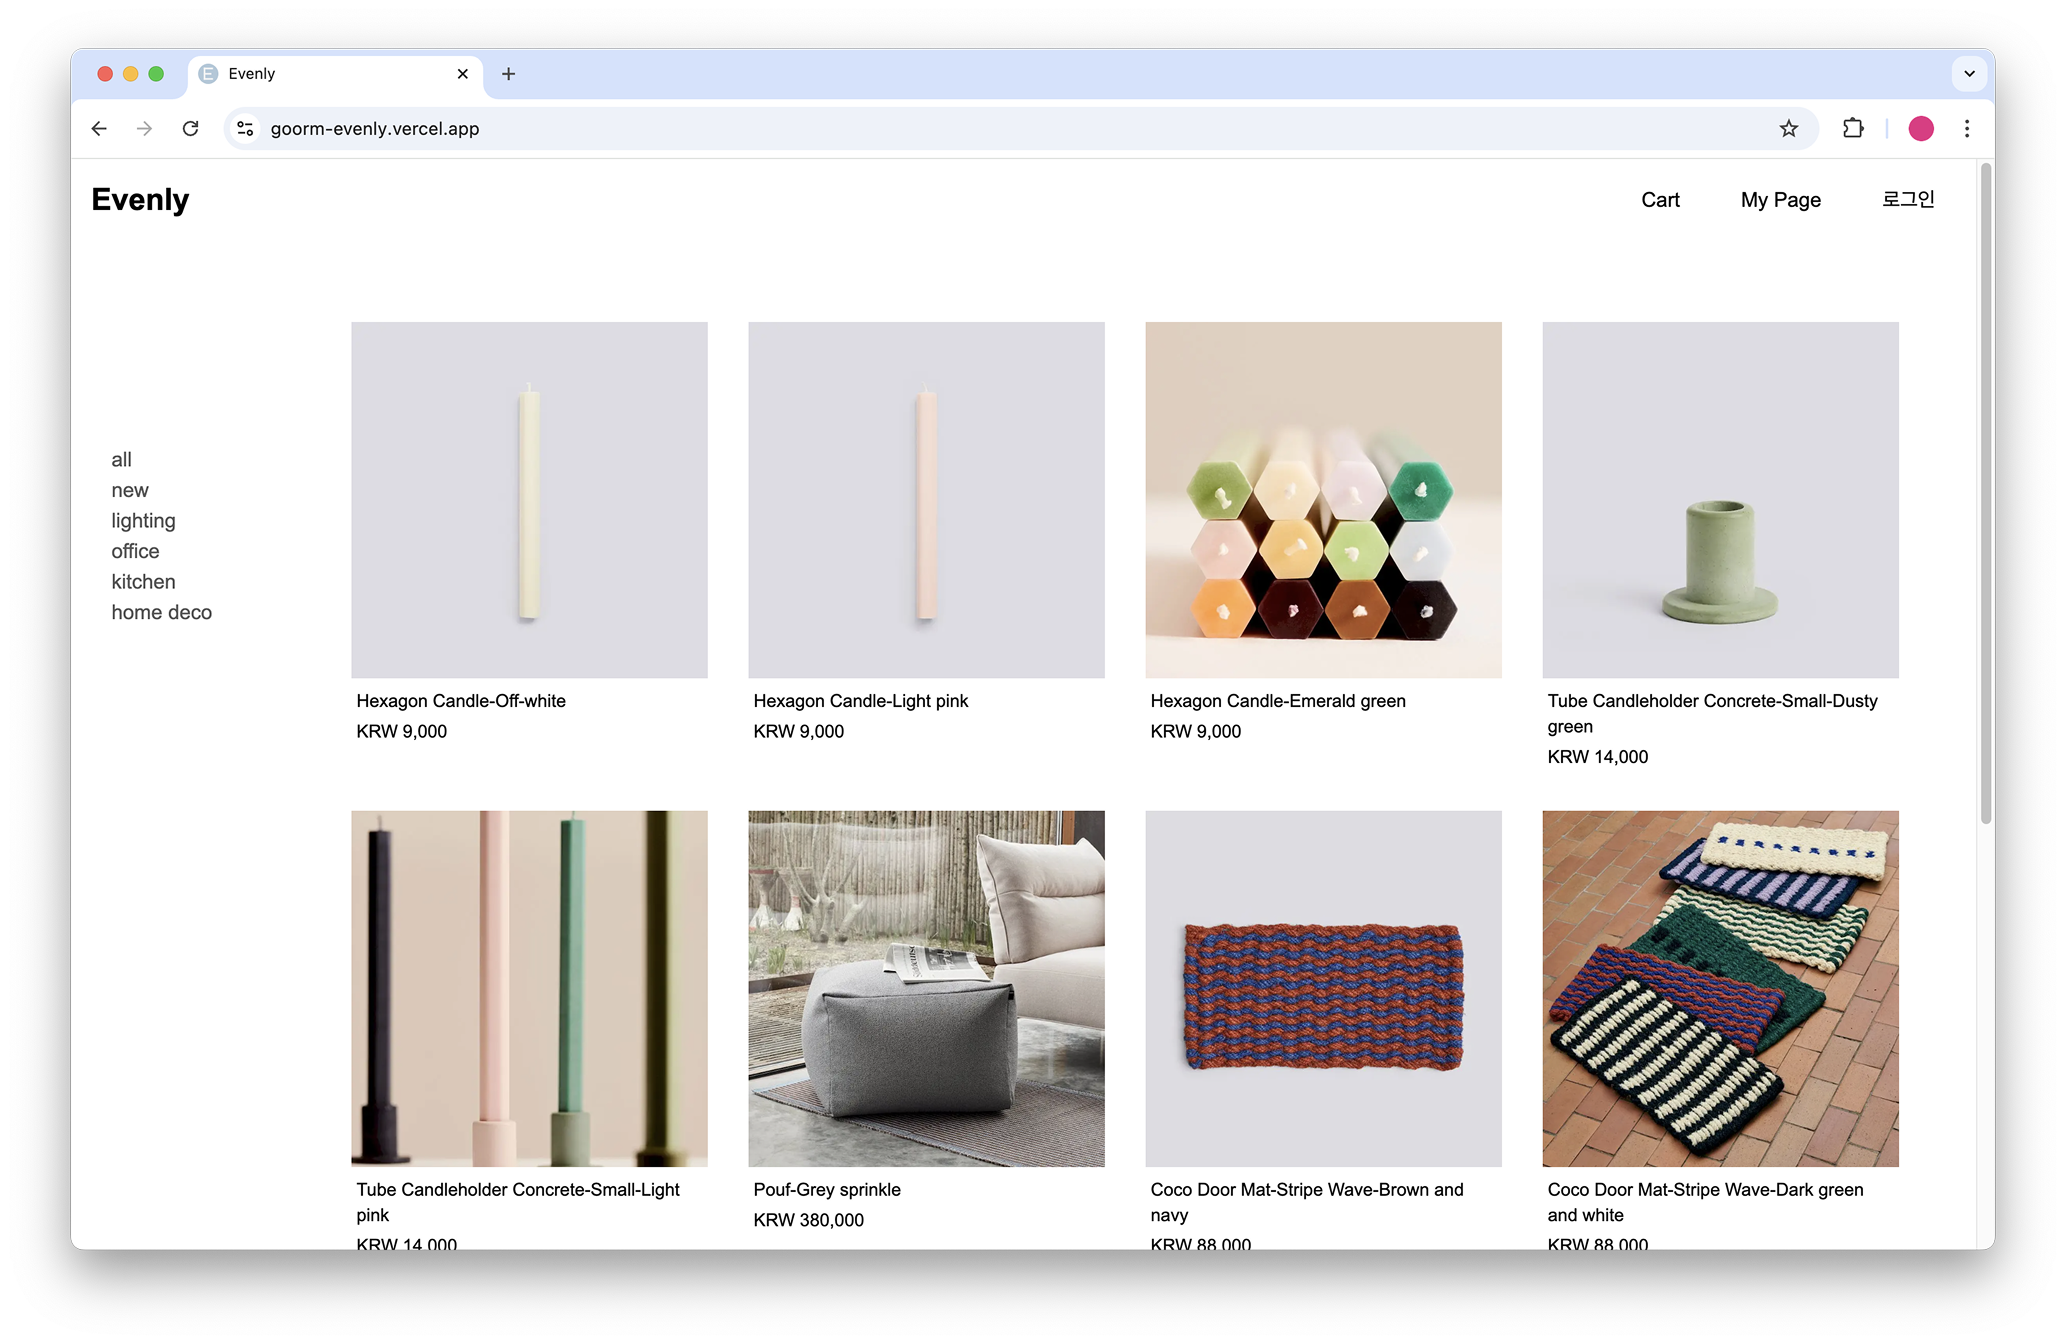 Evenly
goorm-evenly.vercel.app
Evenly
Cart
My Page
로그인
all
new
lighting
office
kitchen
home deco
Hexagon Candle-Off-white
KRW 9,000
Hexagon Candle-Light pink
KRW 9,000
Hexagon Candle-Emerald green
KRW 9,000
Tube Candleholder Concrete-Small-Dusty
green
KRW 14,000
Tube Candleholder Concrete-Small-Light
pink
KRW 14,000
Pouf-Grey sprinkle
KRW 380,000
Coco Door Mat-Stripe Wave-Brown and
navy
KRW 88,000
Coco Door Mat-Stripe Wave-Dark green
and white
KRW 88,000